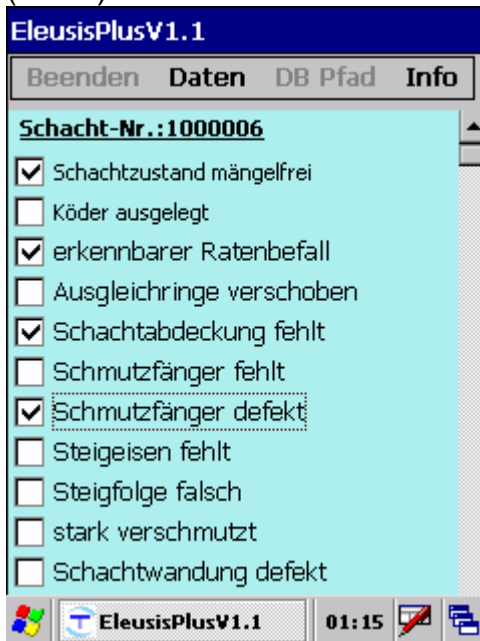 EleusisPlusV1.1
Beenden Daten DB Pfad Info
Schacht-Nr.:1000006
Schachtzustand mängelfrei
Köder ausgelegt
erkennbarer Ratenbefall
Ausgleichringe verschoben
Schachtabdeckung fehlt
Schmutzfänger fehlt
Schmutzfänger defekt
Steigeisen fehlt
Steigfolge falsch
stark verschmutzt
Schachtwandung defekt
EleusisPlusV1.1 01:15